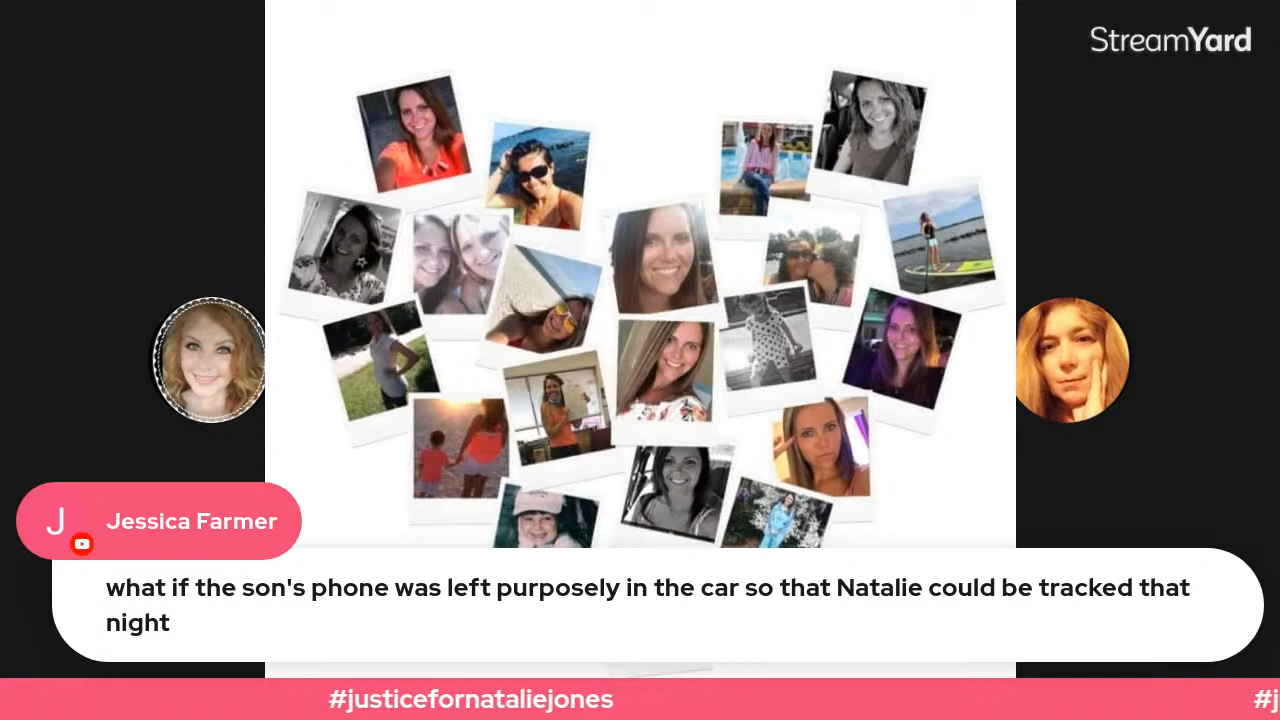 StreamYard
J
Jessica Farmer
what if the son's phone was left purposely in the car so that Natalie could be tracked that
night
#justicefornataliejones
#j